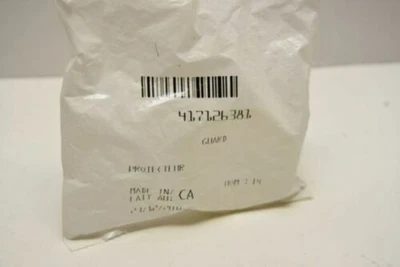 417126381
GUARD
PROTECTEUR
MADE IN/
FAIT AU: CA